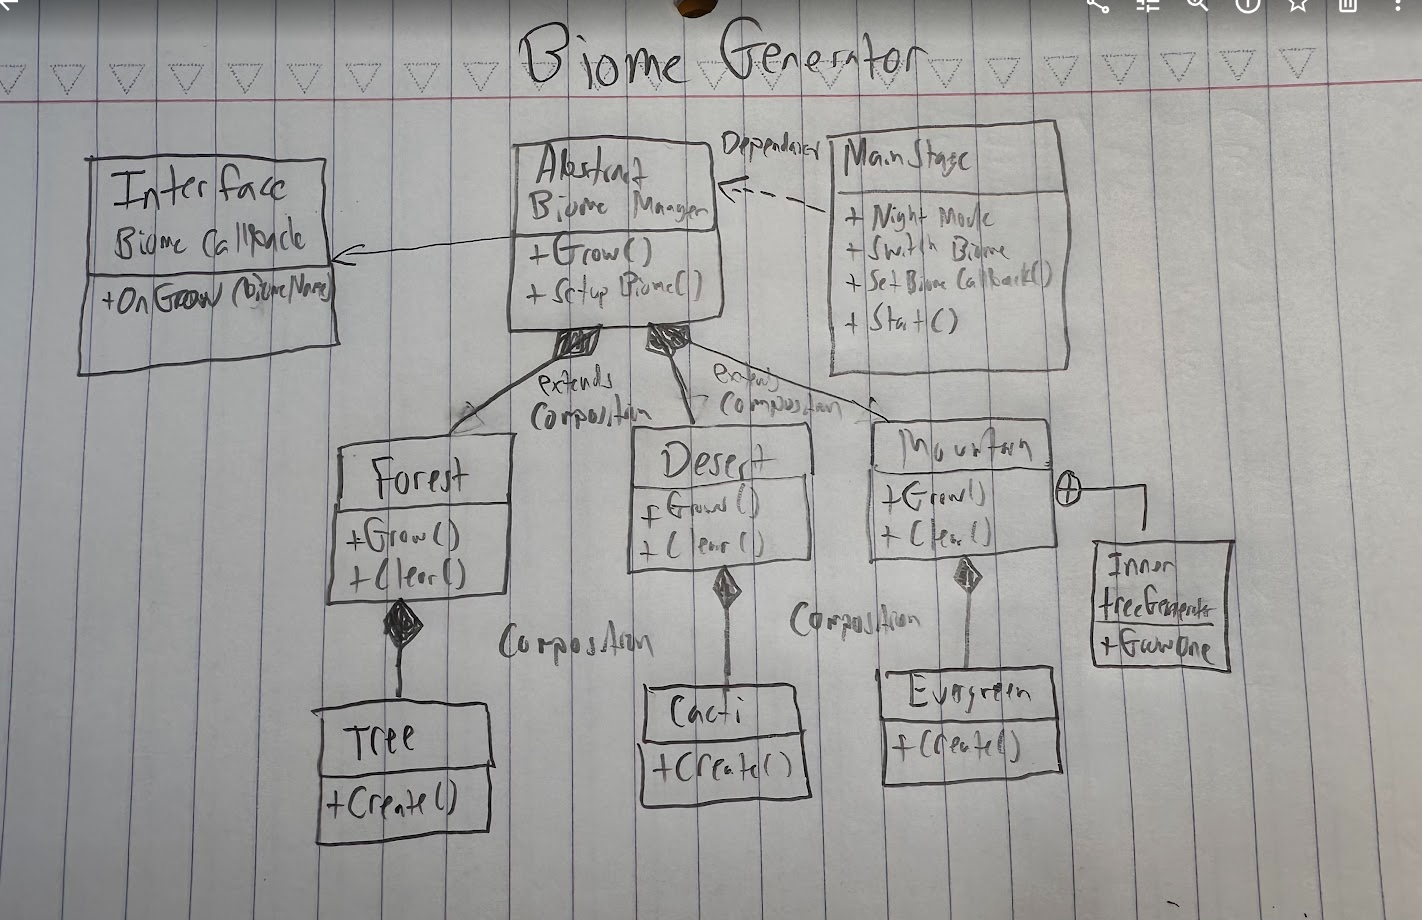 Biome Generator
Interface
Biome Callback
+OnGrow (biomeName)
Abstract
Biome Manager
+Grow()
+Setup Biome()
MainStage
+ Night Mode
+ Switch Biome
+ Set Biome Callback()
+ Start()
extends
Composition
extends
Composition
Forest
+Grow()
+Clear()
Desert
+Grow()
+Clear()
Mountain
+Grow()
+Clear()
Inner
treeGenerator
+GrowOne
Composition
Composition
Tree
+Create()
Cacti
+Create()
Evergreen
+Create()